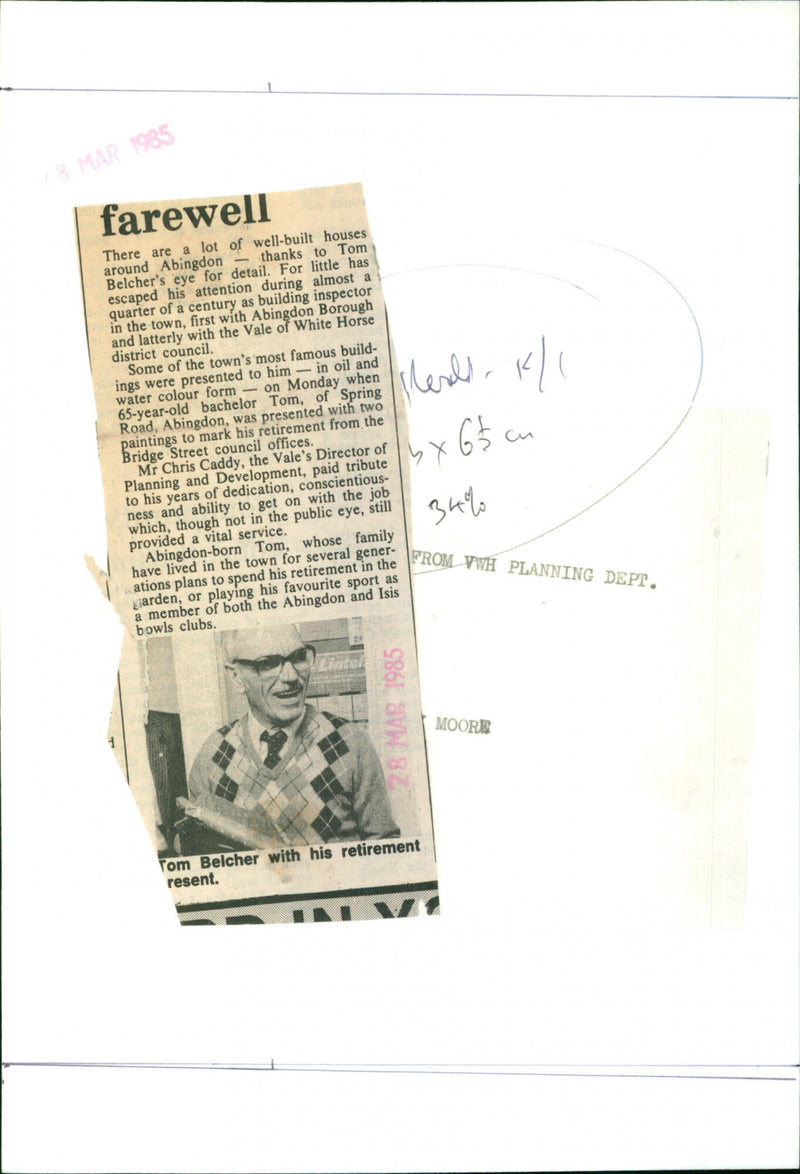 28 MAR 1985
farewell
There are a lot of well-built houses
around Abingdon — thanks to Tom
Belcher's eye for detail. For little has
escaped his attention during almost a
quarter of a century as building inspector
in the town, first with Abingdon Borough
and latterly with the Vale of White Horse
district council.
Some of the town's most famous build-
ings were presented to him — in oil and
water colour form — on Monday when
65-year-old bachelor Tom, of Spring
Road, Abingdon, was presented with two
paintings to mark his retirement from the
Bridge Street council offices.
Mr Chris Caddy, the Vale's Director of
Planning and Development, paid tribute
to his years of dedication, conscientious-
ness and ability to get on with the job
which, though not in the public eye, still
provided a vital service.
Abingdon-born Tom, whose family
have lived in the town for several gener-
ations plans to spend his retirement in the
garden, or playing his favourite sport as
a member of both the Abingdon and Isis
bowls clubs.
28 MAR 1985
Tom Belcher with his retirement
resent.
K/1
34%
FROM VWH PLANNING DEPT.
MOORE